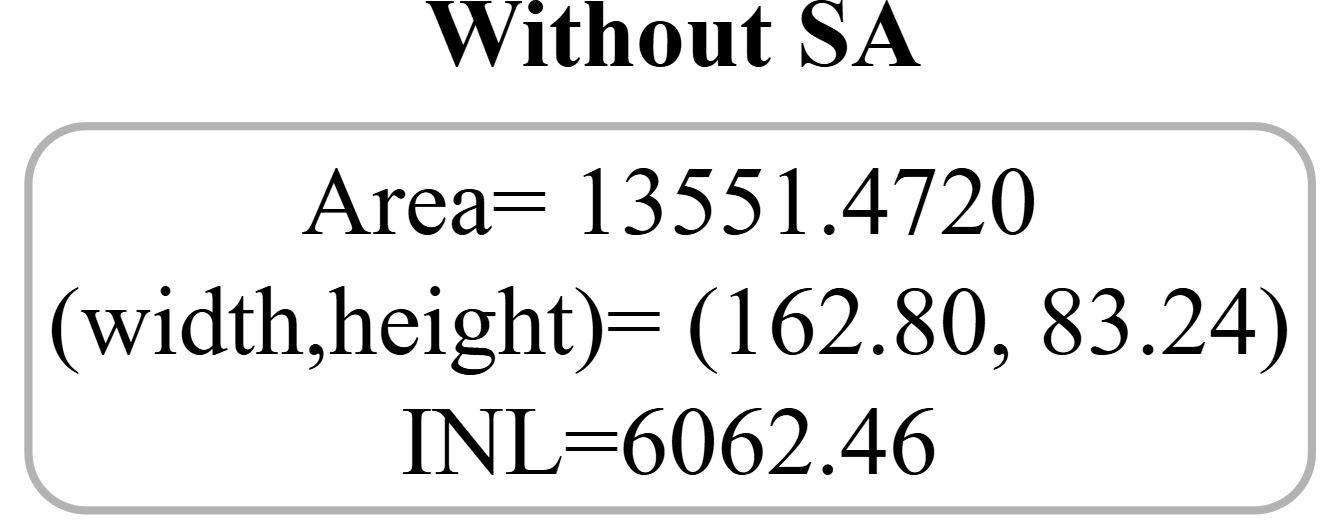 Without SA
Area= 13551.4720
(width,height)= (162.80, 83.24)
INL=6062.46